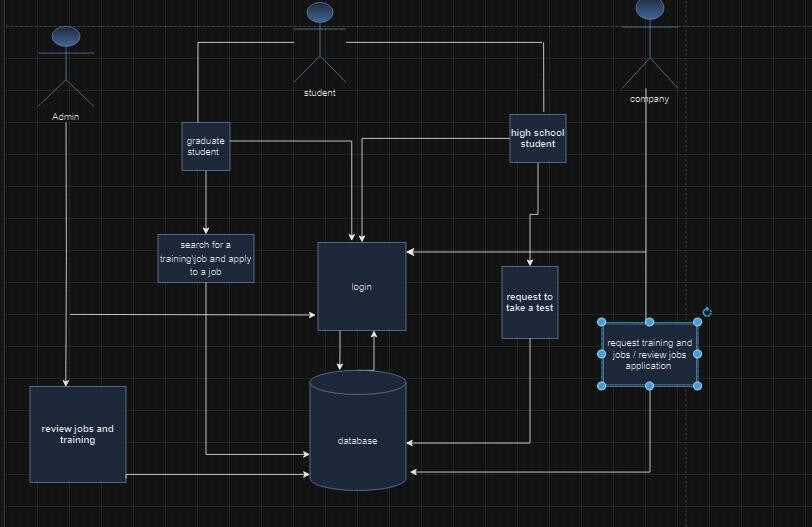 student
company
Admin
graduate
student
high school
student
search for a
training\job and apply
to a job
login
request to
take a test
request training and
jobs / review jobs
application
review jobs and
training
database